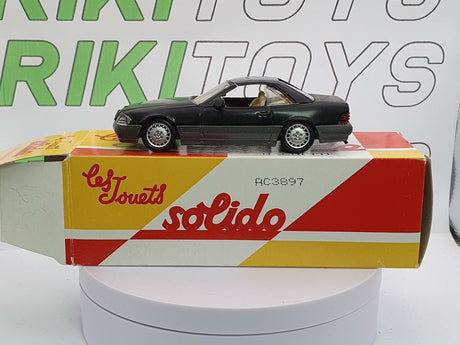 RIKITOYS
RIKITOYS
Les
Jouets
AC3897
solido